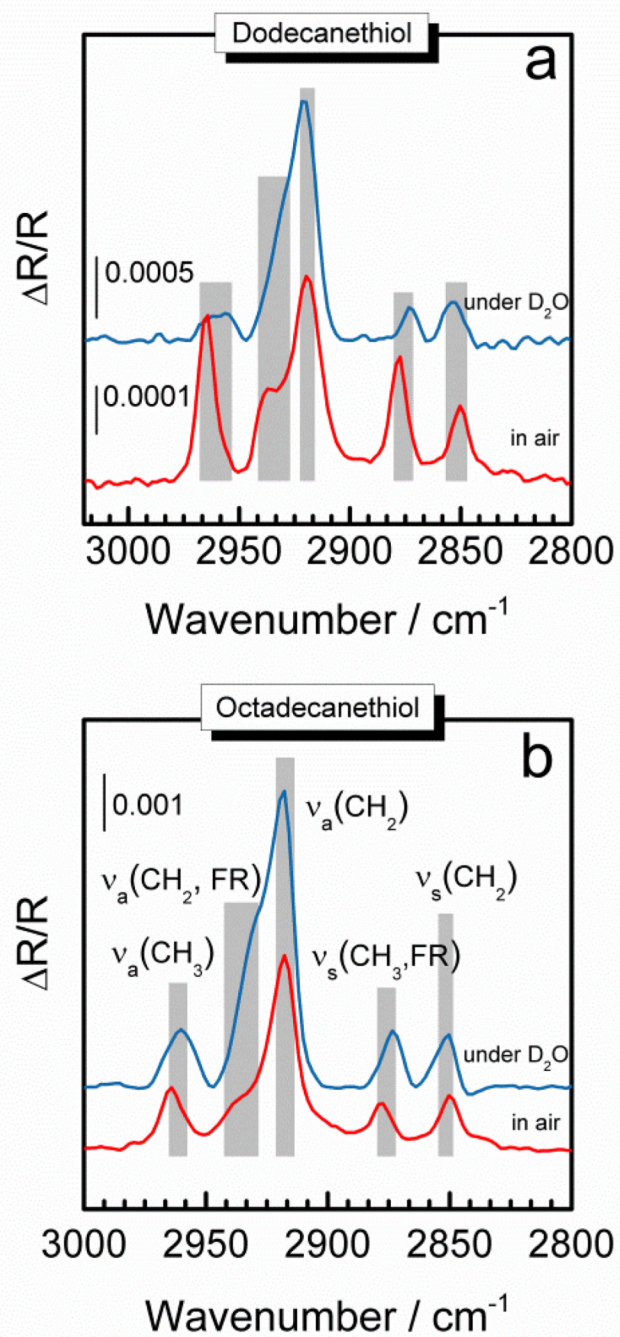 Dodecanethiol
a
ΔR/R
0.0005
under D₂O
0.0001
in air
3000 2950 2900 2850 2800
Wavenumber / cm⁻¹
Octadecanethiol
b
ΔR/R
0.001
νₐ(CH₂)
νₐ(CH₂, FR)
νₛ(CH₂)
νₐ(CH₃)
νₛ(CH₃,FR)
under D₂O
in air
3000 2950 2900 2850 2800
Wavenumber / cm⁻¹